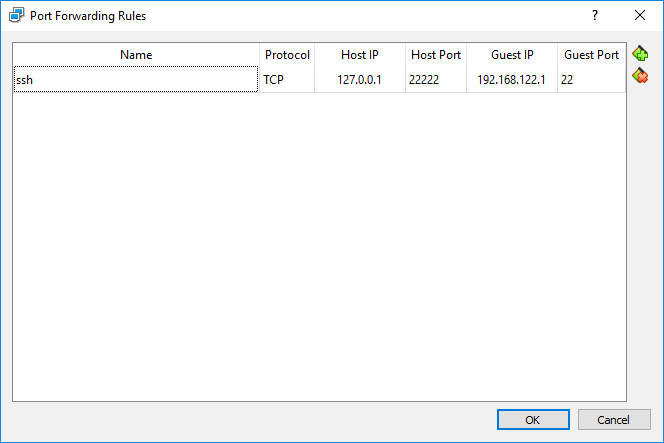 Port Forwarding Rules ?
Name Protocol Host IP Host Port Guest IP Guest Port
ssh TCP 127.0.0.1 22222 192.168.122.1 22
OK Cancel